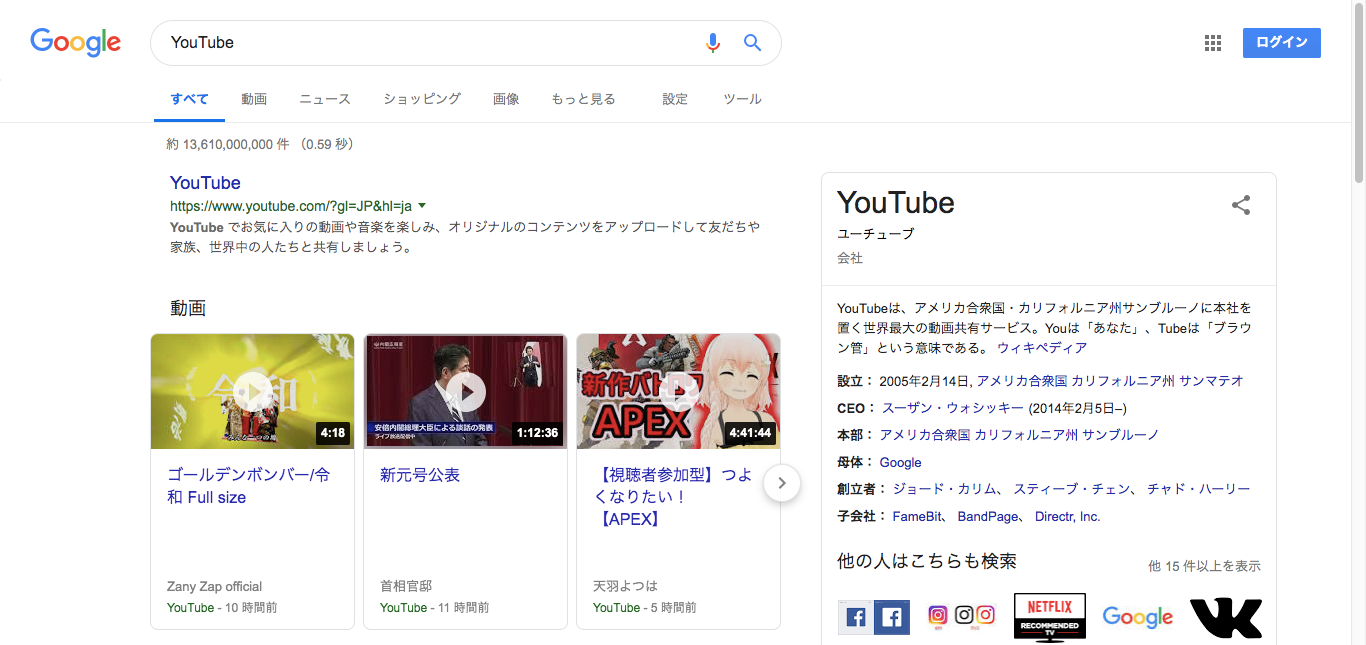 Google
YouTube
ログイン
すべて 動画 ニュース ショッピング 画像 もっと見る 設定 ツール
約 13,610,000,000 件 （0.59 秒）
YouTube
https://www.youtube.com/?gl=JP&hl=ja
YouTube でお気に入りの動画や音楽を楽しみ、オリジナルのコンテンツをアップロードして友だちや
家族、世界中の人たちと共有しましょう。
動画
令和
4:18
ゴールデンボンバー/令
和 Full size
Zany Zap official
YouTube - 10 時間前
安倍内閣総理大臣による談話の発表
ライブ放送配信中
1:12:36
新元号公表
首相官邸
YouTube - 11 時間前
APEX
4:41:44
【視聴者参加型】つよ
くなりたい！
【APEX】
天羽よつは
YouTube - 5 時間前
YouTube
ユーチューブ
会社
YouTubeは、アメリカ合衆国・カリフォルニア州サンブルーノに本社を
置く世界最大の動画共有サービス。Youは「あなた」、Tubeは「ブラウ
ン管」という意味である。 ウィキペディア
設立： 2005年2月14日, アメリカ合衆国 カリフォルニア州 サンマテオ
CEO： スーザン・ウォシッキー (2014年2月5日–)
本部： アメリカ合衆国 カリフォルニア州 サンブルーノ
母体： Google
創立者： ジョード・カリム、 スティーブ・チェン、 チャド・ハーリー
子会社： FameBit、 BandPage、 Directr, Inc.
他の人はこちらも検索
他 15 件以上を表示
NETFLIX
RECOMMENDED
TV
Google